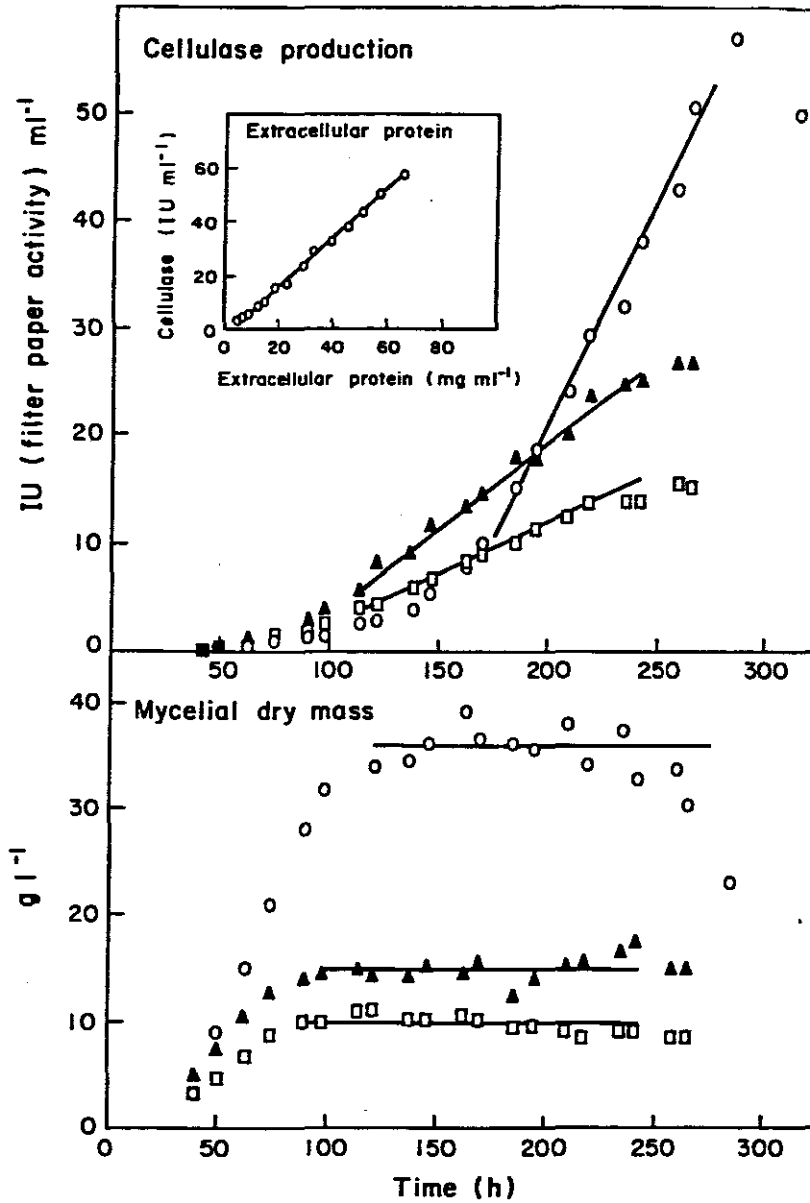 Cellulase production
IU (filter paper activity) ml⁻¹
50
40
30
20
10
0
Extracellular protein
Cellulase (IU ml⁻¹)
60
40
20
0
0 20 40 60 80
Extracellular protein (mg ml⁻¹)
50 100 150 200 250 300
Mycelial dry mass
g l⁻¹
40
30
20
10
0
0 50 100 150 200 250 300
Time (h)